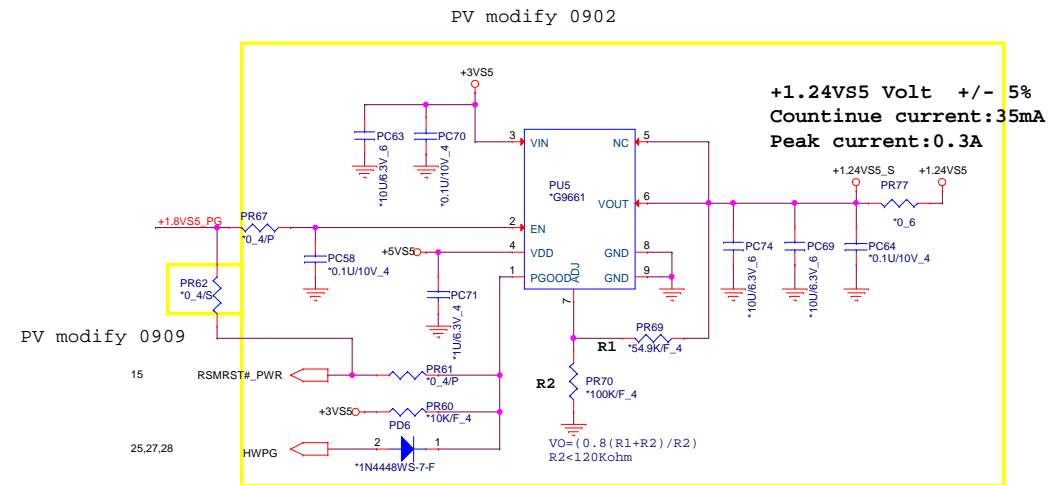 PV modify 0902
+3VS5
+1.24VS5 Volt +/- 5%
Countinue current:35mA
Peak current:0.3A
PC63
*10U/6.3V_6
PC70
*0.1U/10V_4
3
VIN
NC
5
PU5
*G9661
+1.24VS5_S
+1.24VS5
PR77
*0_6
VOUT
6
+1.8VS5_PG
PR67
*0_4/P
2
EN
PC58
*0.1U/10V_4
+5VS5
4
VDD
GND
8
1
PGOOD
ADJ
GND
9
7
PC74
*10U/6.3V_6
PC69
*10U/6.3V_6
PC64
*0.1U/10V_4
PR62
*0_4/S
PC71
*1U/6.3V_4
PV modify 0909
R1
PR69
*54.9K/F_4
15
RSMRST#_PWR
PR61
*0_4/P
R2
PR70
*100K/F_4
+3VS5
PR60
*10K/F_4
PD6
25,27,28
HWPG
2
1
*1N4448WS-7-F
VO=(0.8(R1+R2)/R2)
R2<120Kohm